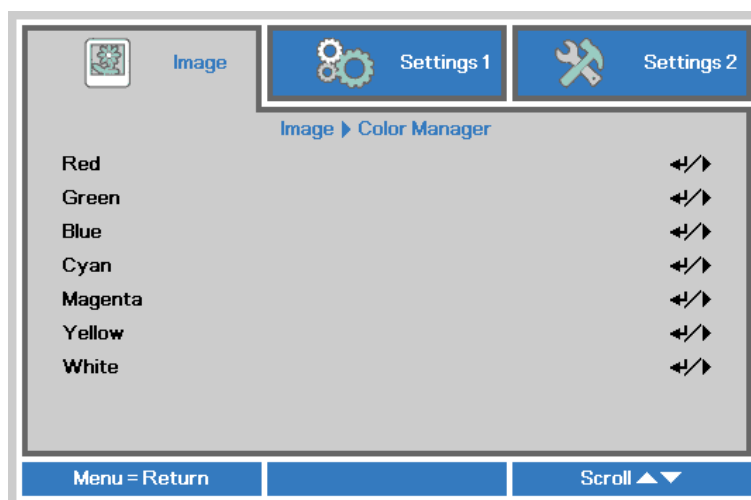 Image Settings 1 Settings 2
Image ▶ Color Manager
Red ↵/▶
Green ↵/▶
Blue ↵/▶
Cyan ↵/▶
Magenta ↵/▶
Yellow ↵/▶
White ↵/▶
Menu = Return Scroll ▲▼